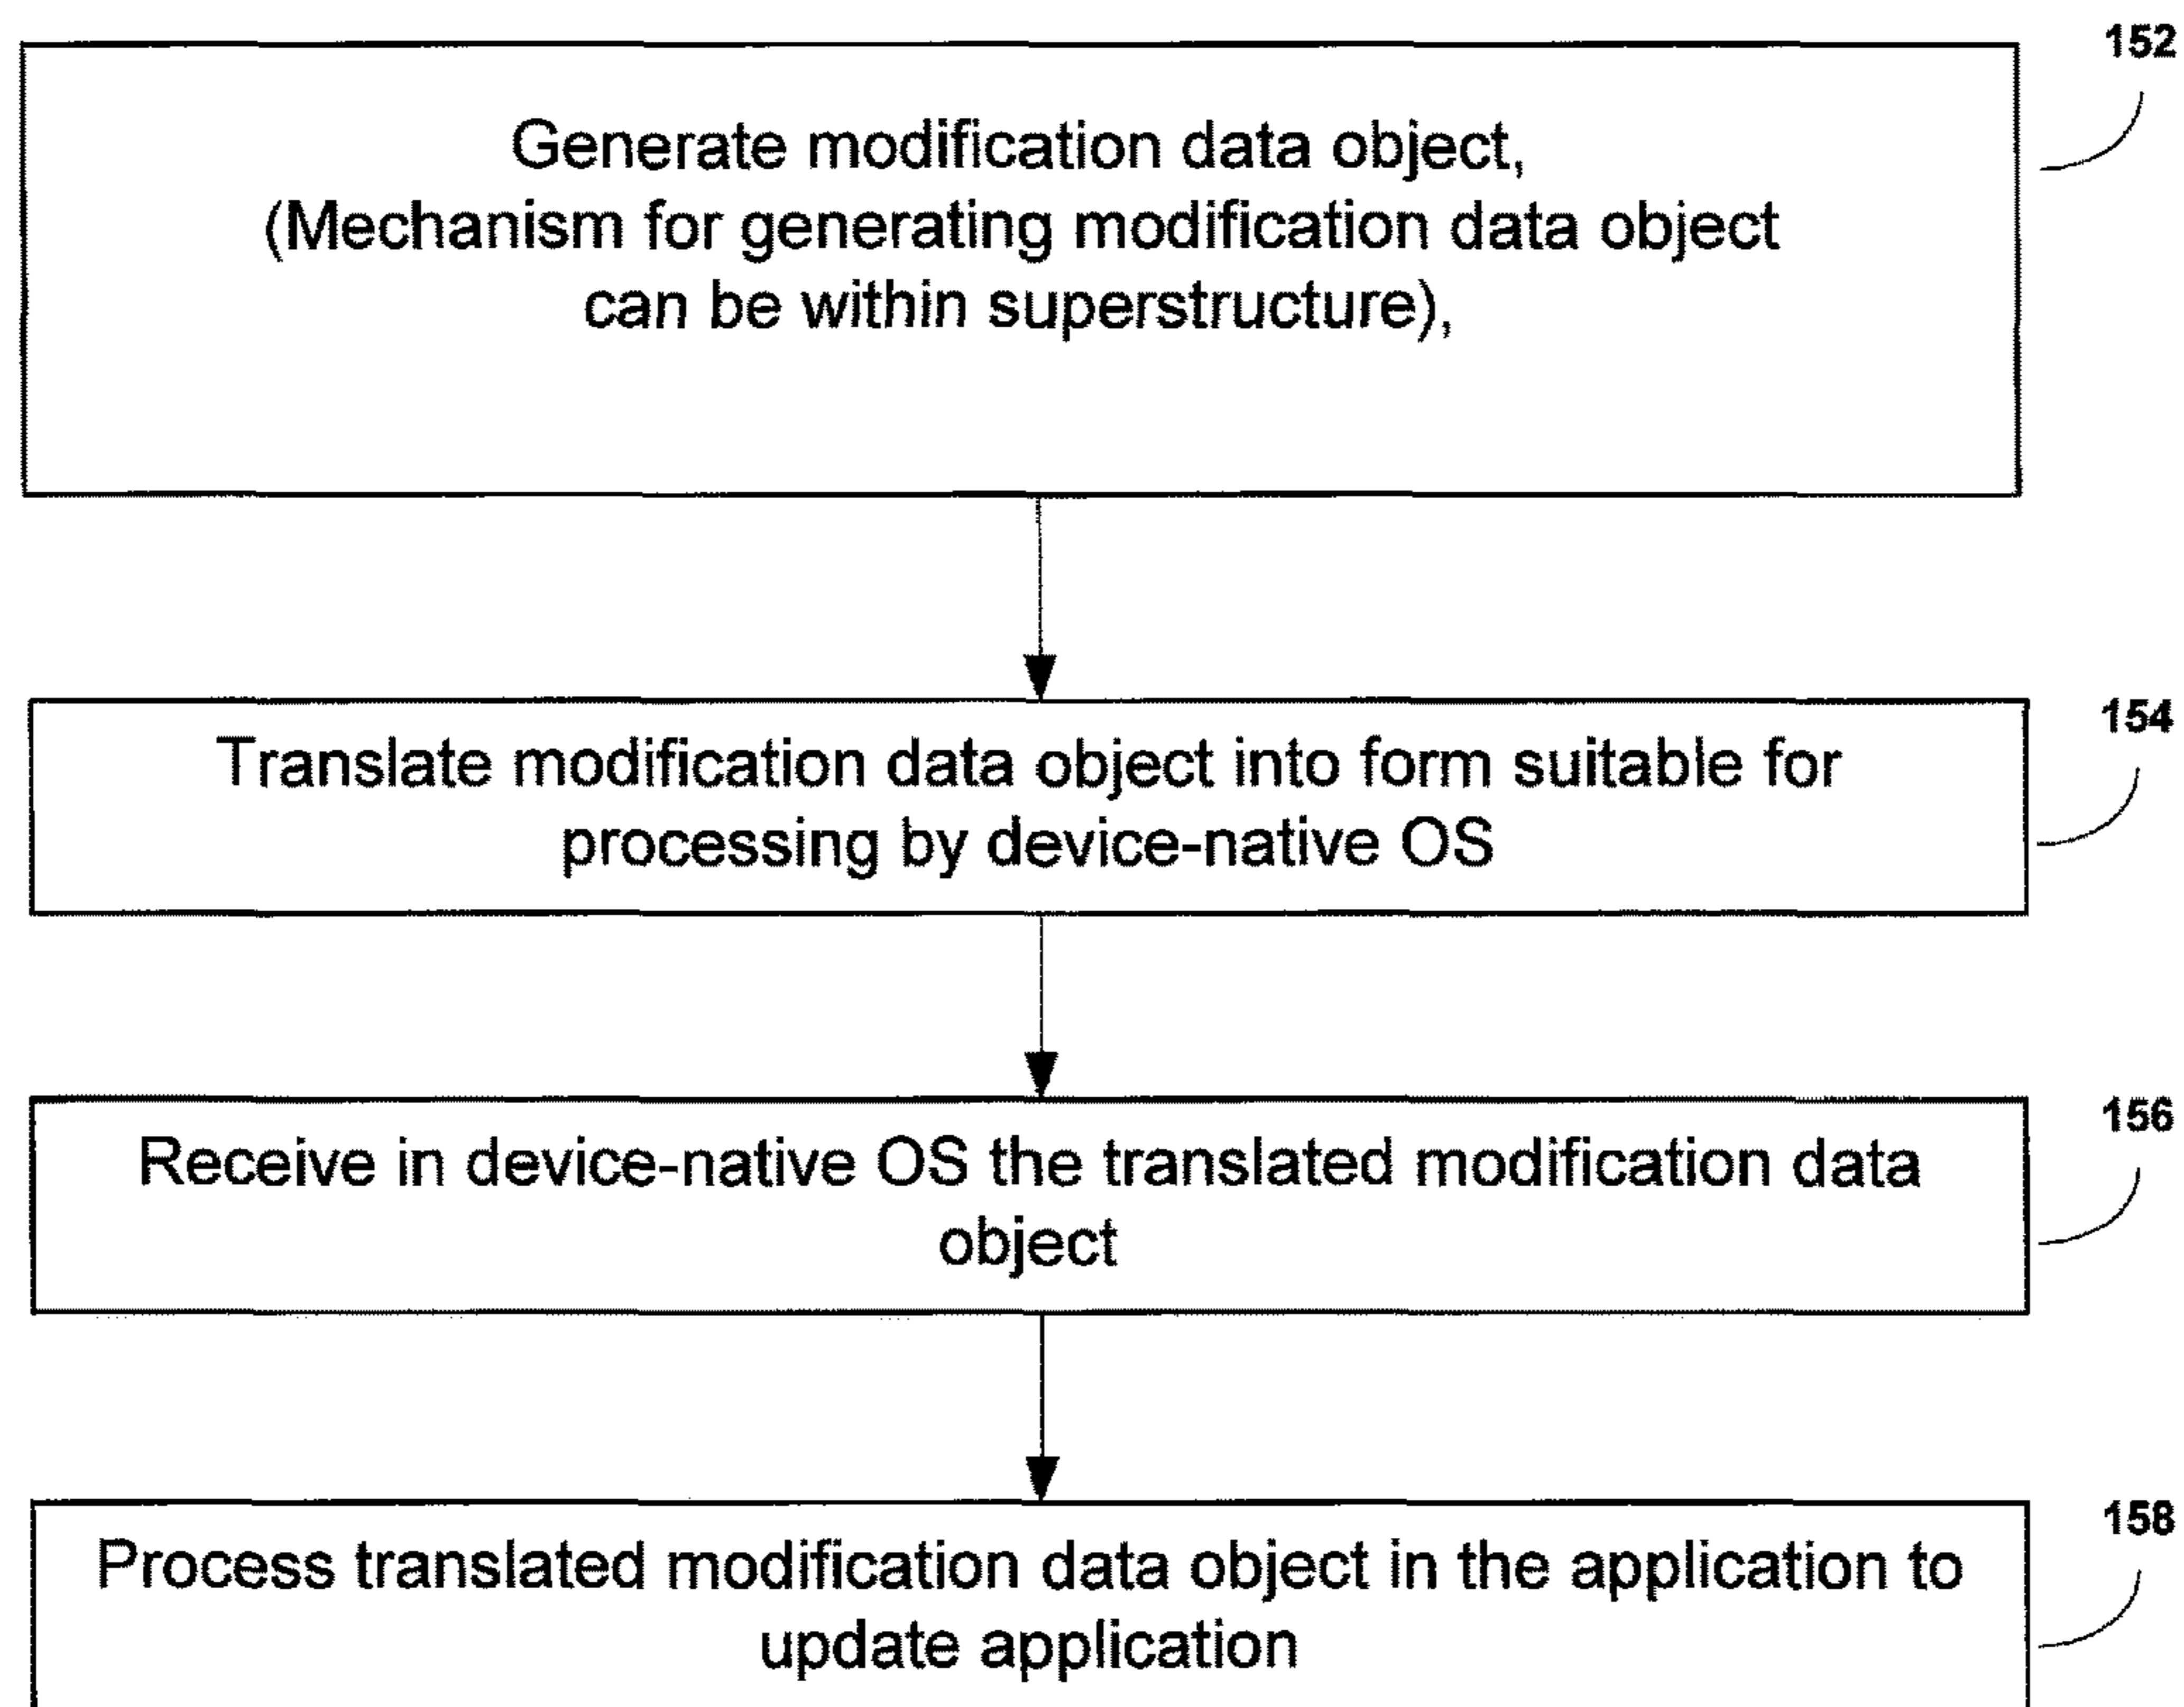 152
Generate modification data object,
(Mechanism for generating modification data object
can be within superstructure),
154
Translate modification data object into form suitable for
processing by device-native OS
156
Receive in device-native OS the translated modification data
object
158
Process translated modification data object in the application to
update application